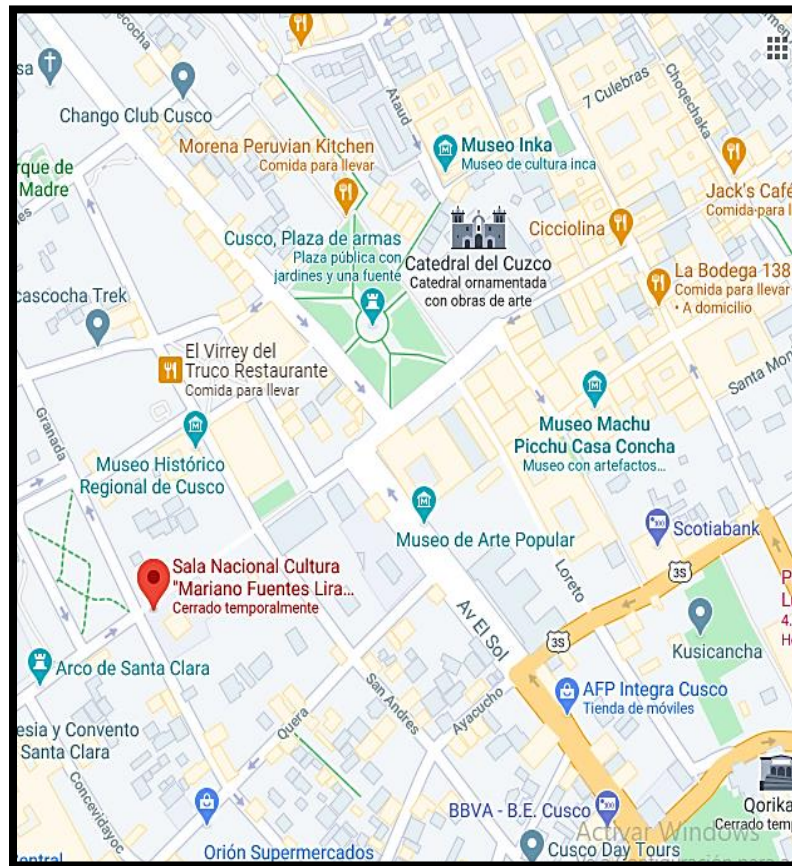 Chango Club Cusco
Ataud
7 Culebras
Choqechaka
Morena Peruvian Kitchen
Comida para llevar
Museo Inka
Museo de cultura inca
rque de
Madre
Jack's Café
Comida para l
Cicciolina
Cusco, Plaza de armas
Plaza pública con
jardines y una fuente
Catedral del Cuzco
Catedral ornamentada
con obras de arte
La Bodega 138
Comida para llevar
• A domicilio
cascocha Trek
El Virrey del
Truco Restaurante
Comida para llevar
Santa Mon
Granada
Museo Machu
Picchu Casa Concha
Museo con artefactos...
Museo Histórico
Regional de Cusco
Museo de Arte Popular
Scotiabank
Loreto
3S
Sala Nacional Cultura
"Mariano Fuentes Lira...
Cerrado temporalmente
Av El Sol
3S
Kusicancha
Arco de Santa Clara
AFP Integra Cusco
Tienda de móviles
San Andres
Ayacucho
Quera
esia y Convento
Santa Clara
Concevidayoc
BBVA - B.E. Cusco
Qorika
Cerrado temp
Activar Windows
Orión Supermercados
Cusco Day Tours
entral